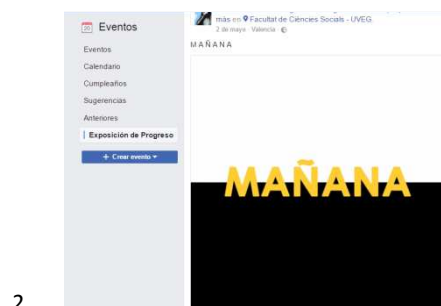 Eventos
Eventos
Calendario
Cumpleaños
Sugerencias
Anteriores
Exposición de Progreso
+ Crear evento
más en Facultat de Ciències Socials - UVEG.
2 de mayo · Valencia ·
MAÑANA
MAÑANA
2